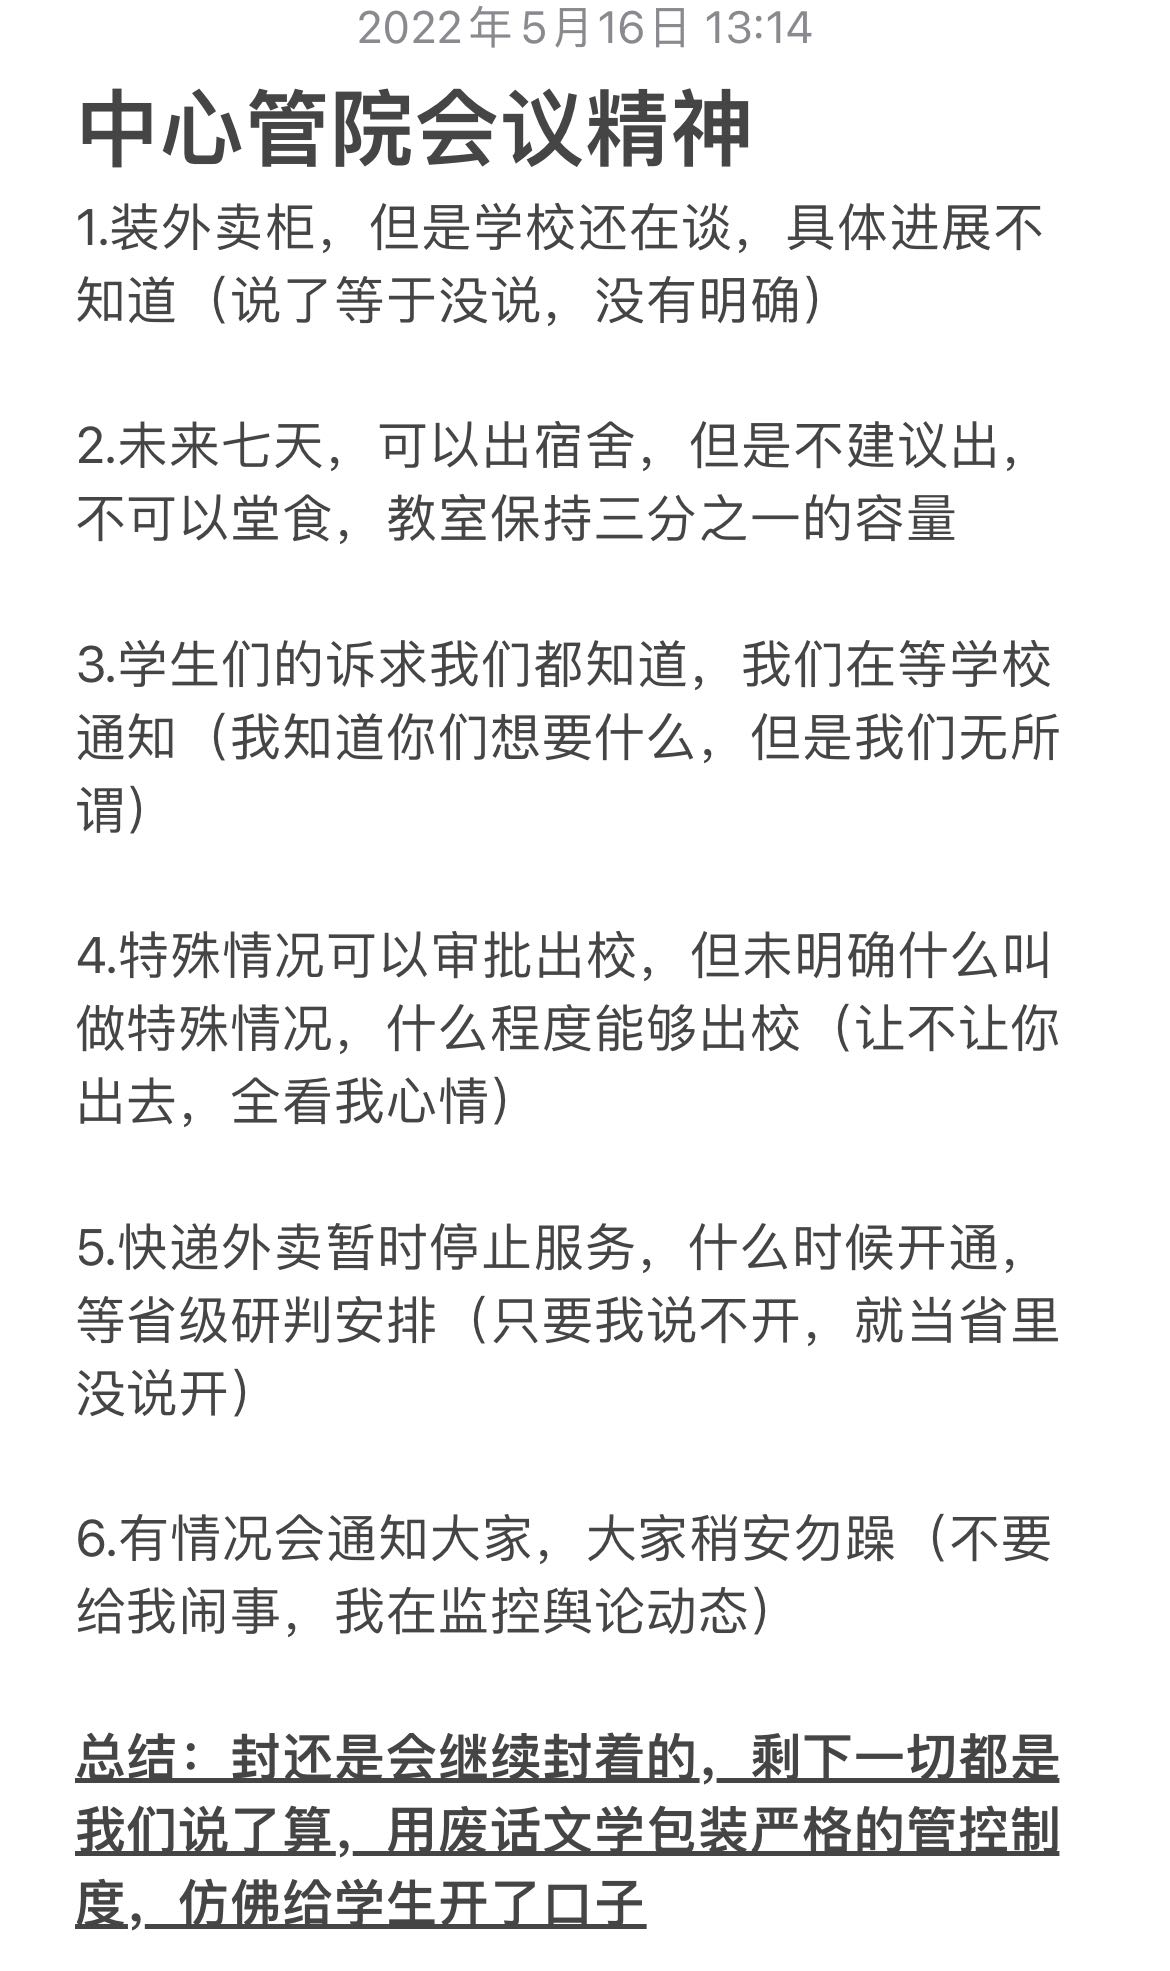 2022年5月16日 13:14
中心管院会议精神
1.装外卖柜，但是学校还在谈，具体进展不
知道（说了等于没说，没有明确）
2.未来七天，可以出宿舍，但是不建议出，
不可以堂食，教室保持三分之一的容量
3.学生们的诉求我们都知道，我们在等学校
通知（我知道你们想要什么，但是我们无所
谓）
4.特殊情况可以审批出校，但未明确什么叫
做特殊情况，什么程度能够出校（让不让你
出去，全看我心情）
5.快递外卖暂时停止服务，什么时候开通，
等省级研判安排（只要我说不开，就当省里
没说开）
6.有情况会通知大家，大家稍安勿躁（不要
给我闹事，我在监控舆论动态）
总结：封还是会继续封着的，剩下一切都是
我们说了算，用废话文学包装严格的管控制
度，仿佛给学生开了口子